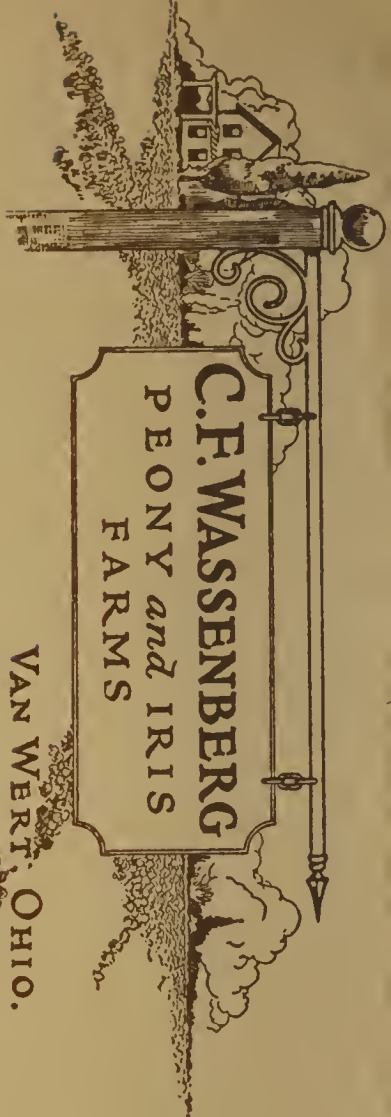 C.F. WASSENBERG
PEONY and IRIS
FARMS
VAN WERT, OHIO.